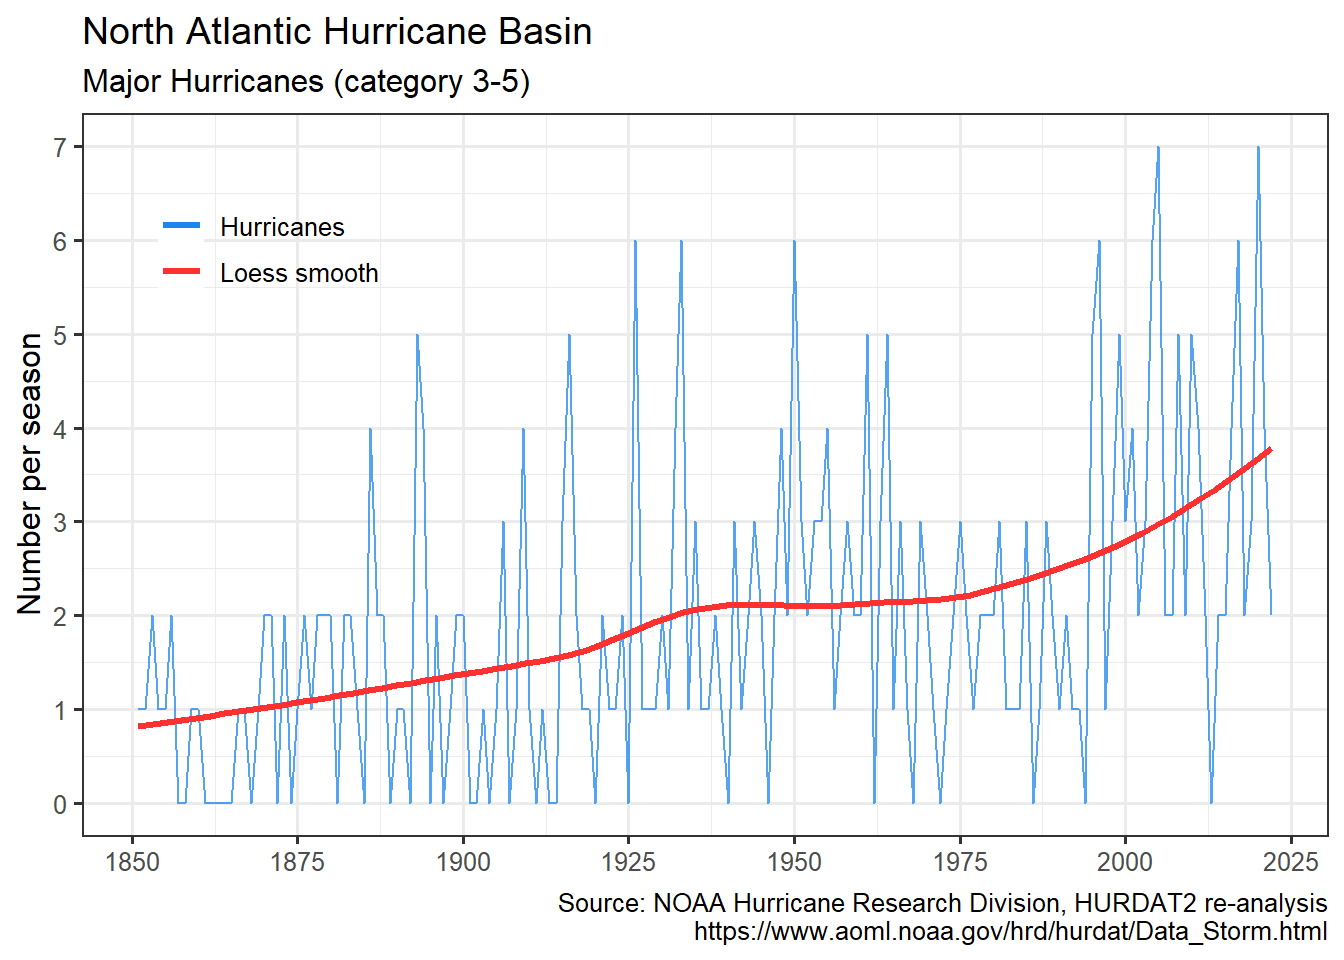 North Atlantic Hurricane Basin
Major Hurricanes (category 3-5)
Number per season
7
6
5
4
3
2
1
0
Hurricanes
Loess smooth
1850 1875 1900 1925 1950 1975 2000 2025
Source: NOAA Hurricane Research Division, HURDAT2 re-analysis
https://www.aoml.noaa.gov/hrd/hurdat/Data_Storm.html